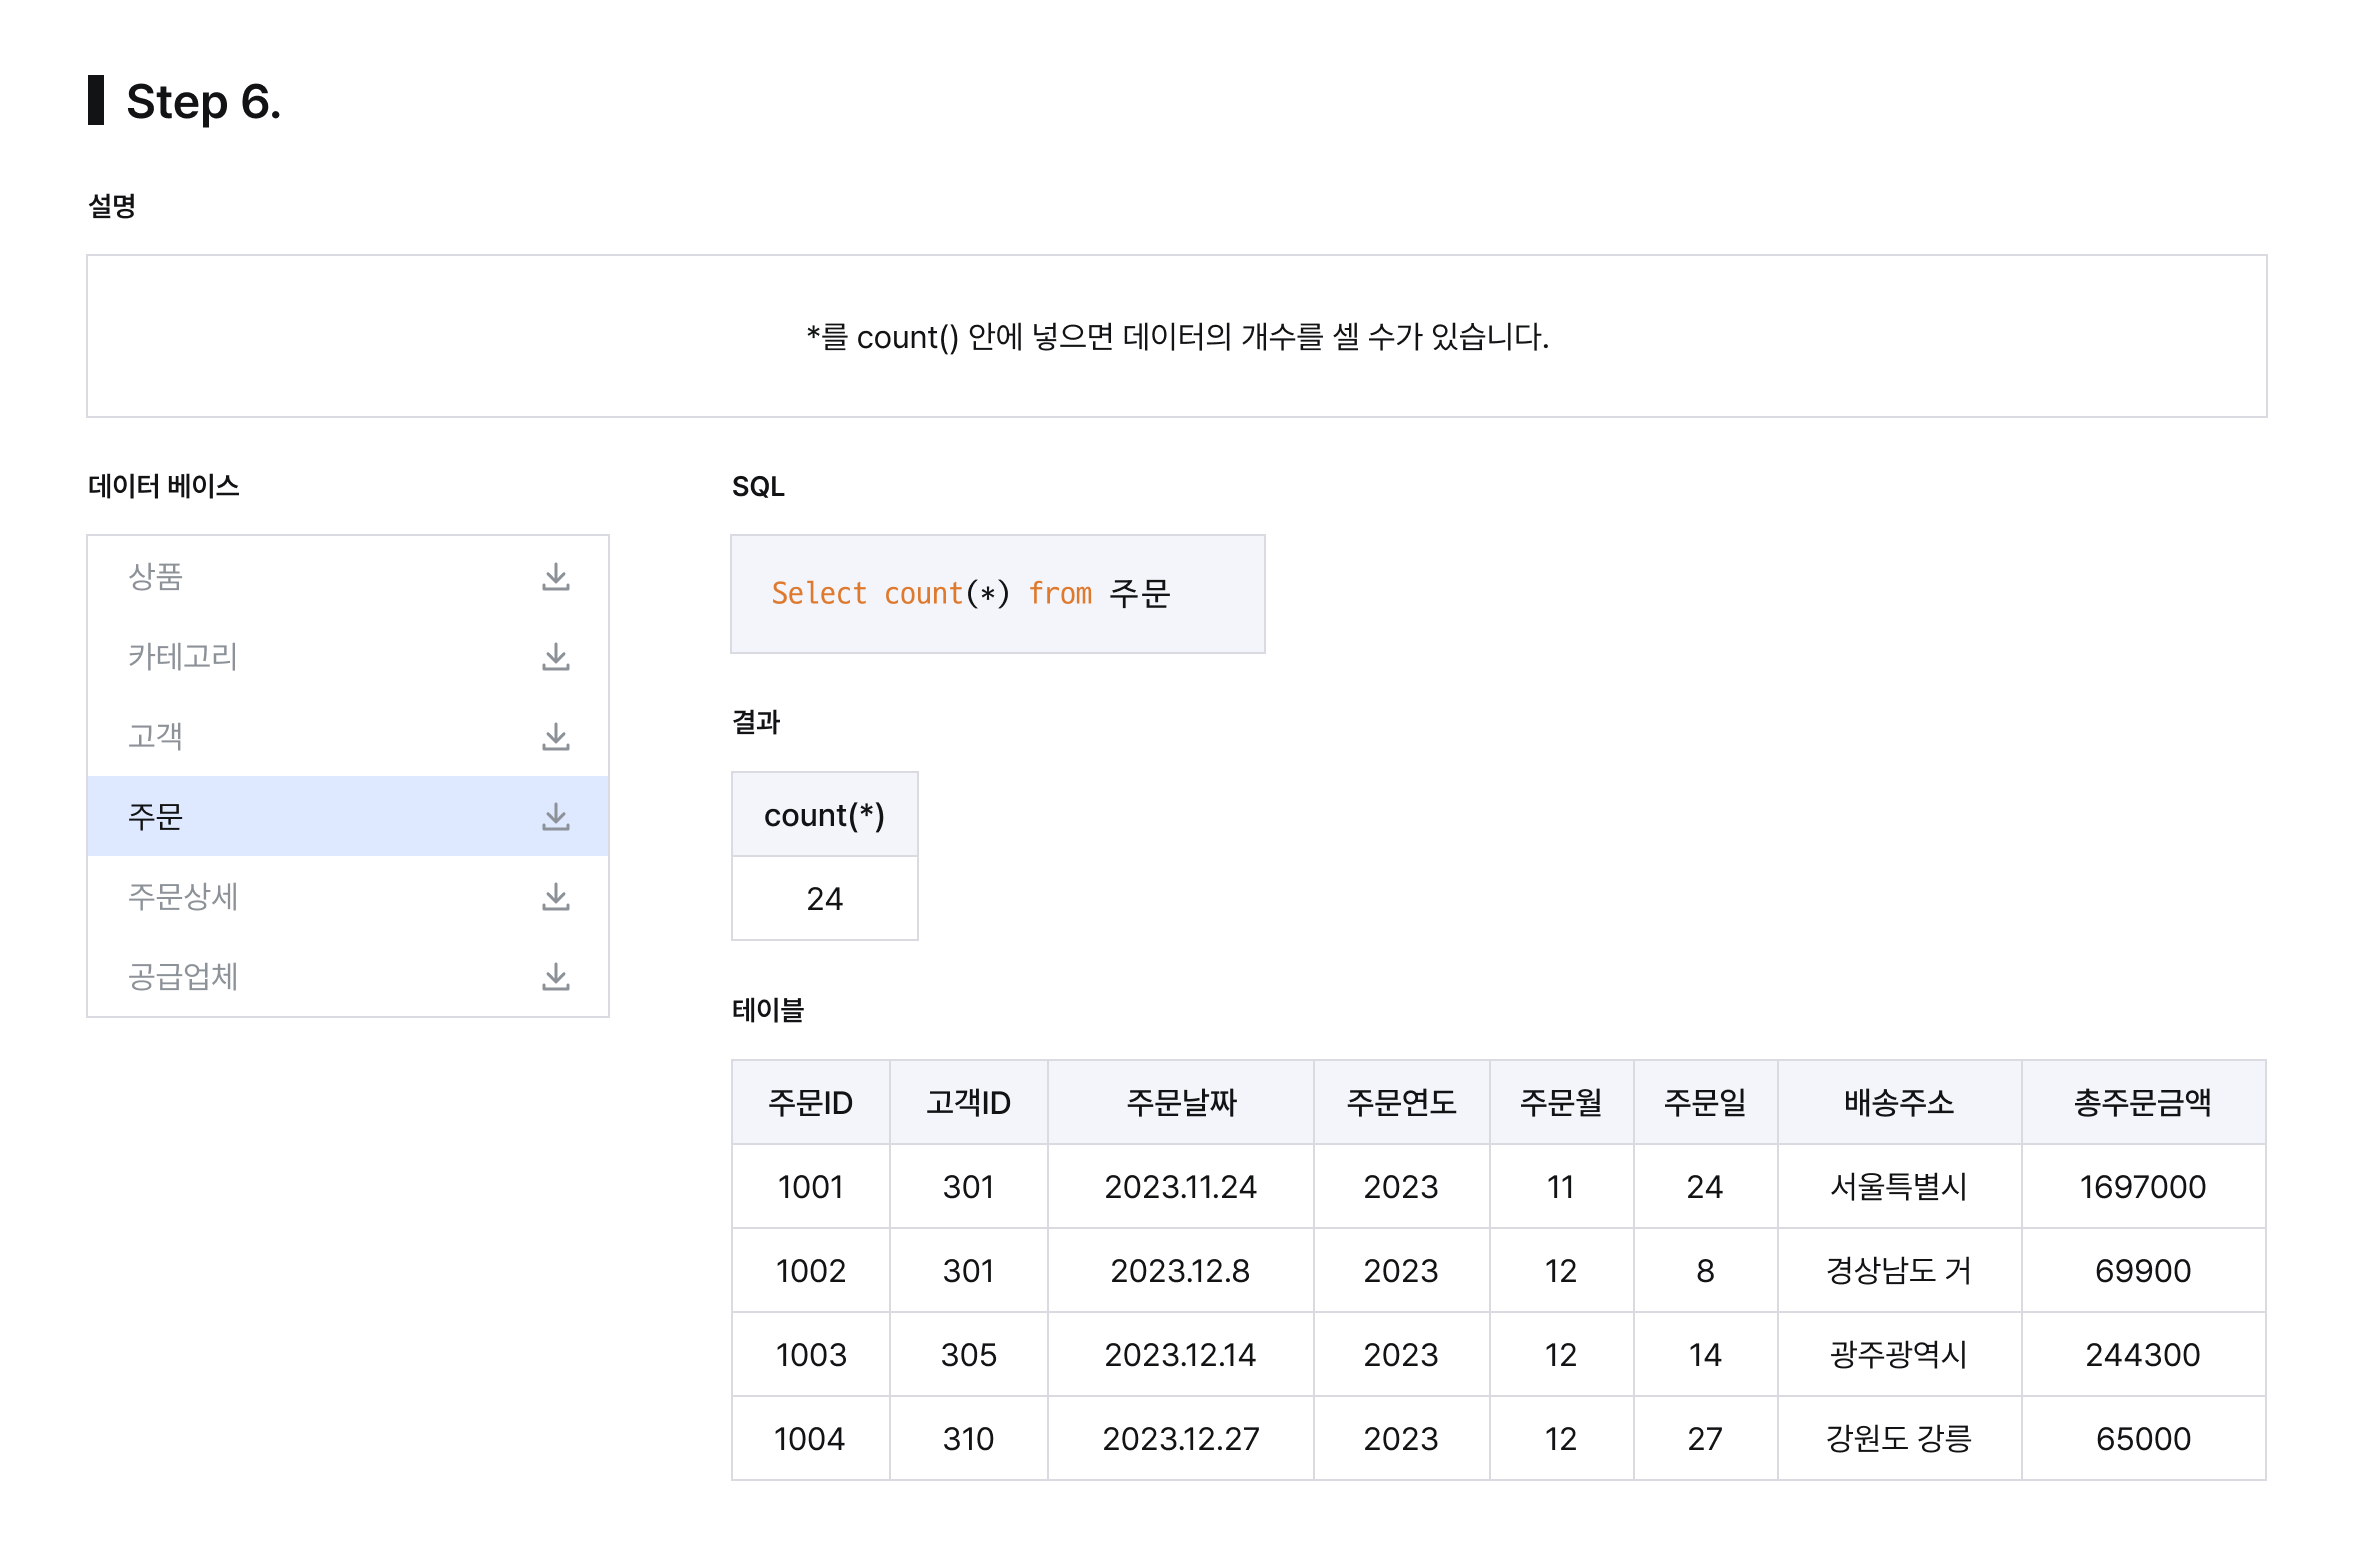 Step 6.
설명
*를 count() 안에 넣으면 데이터의 개수를 셀 수가 있습니다.
데이터 베이스
상품
카테고리
고객
주문
주문상세
공급업체
SQL
Select count(*) from 주문
결과
count(*)
24
테이블
주문ID 고객ID 주문날짜 주문연도 주문월 주문일 배송주소 총주문금액
1001 301 2023.11.24 2023 11 24 서울특별시 1697000
1002 301 2023.12.8 2023 12 8 경상남도 거 69900
1003 305 2023.12.14 2023 12 14 광주광역시 244300
1004 310 2023.12.27 2023 12 27 강원도 강릉 65000